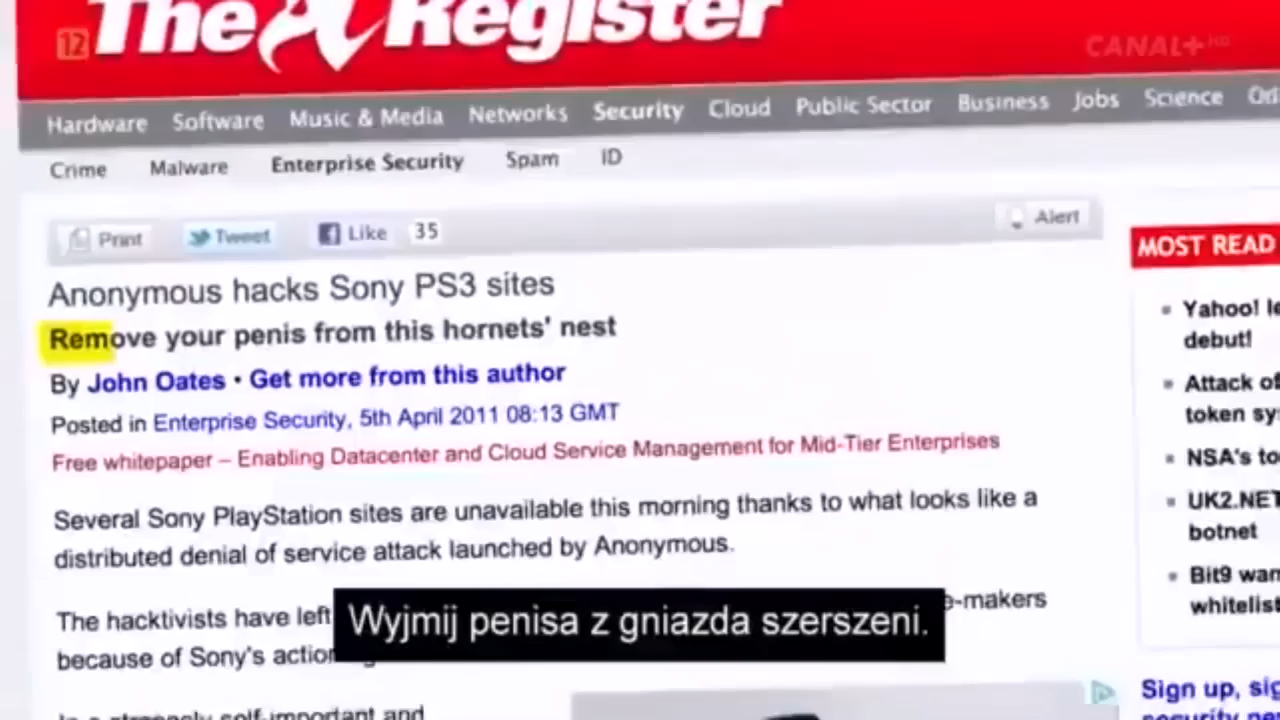 The Register
12
CANAL+ HD
Hardware Software Music & Media Networks Security Cloud Public Sector Business Jobs Science
Crime Malware Enterprise Security Spam ID
Print Tweet Like 35 Alert
MOST READ
Anonymous hacks Sony PS3 sites
Remove your penis from this hornets' nest
By John Oates • Get more from this author
Posted in Enterprise Security, 5th April 2011 08:13 GMT
Free whitepaper – Enabling Datacenter and Cloud Service Management for Mid-Tier Enterprises
Several Sony PlayStation sites are unavailable this morning thanks to what looks like a
distributed denial of service attack launched by Anonymous.
The hacktivists have left
-makers
because of Sony's
Wyjmij penisa z gniazda szerszeni.
Yahoo!
debut!
Attack of
token
NSA's
UK2.NET
botnet
Bit9
Sign up,